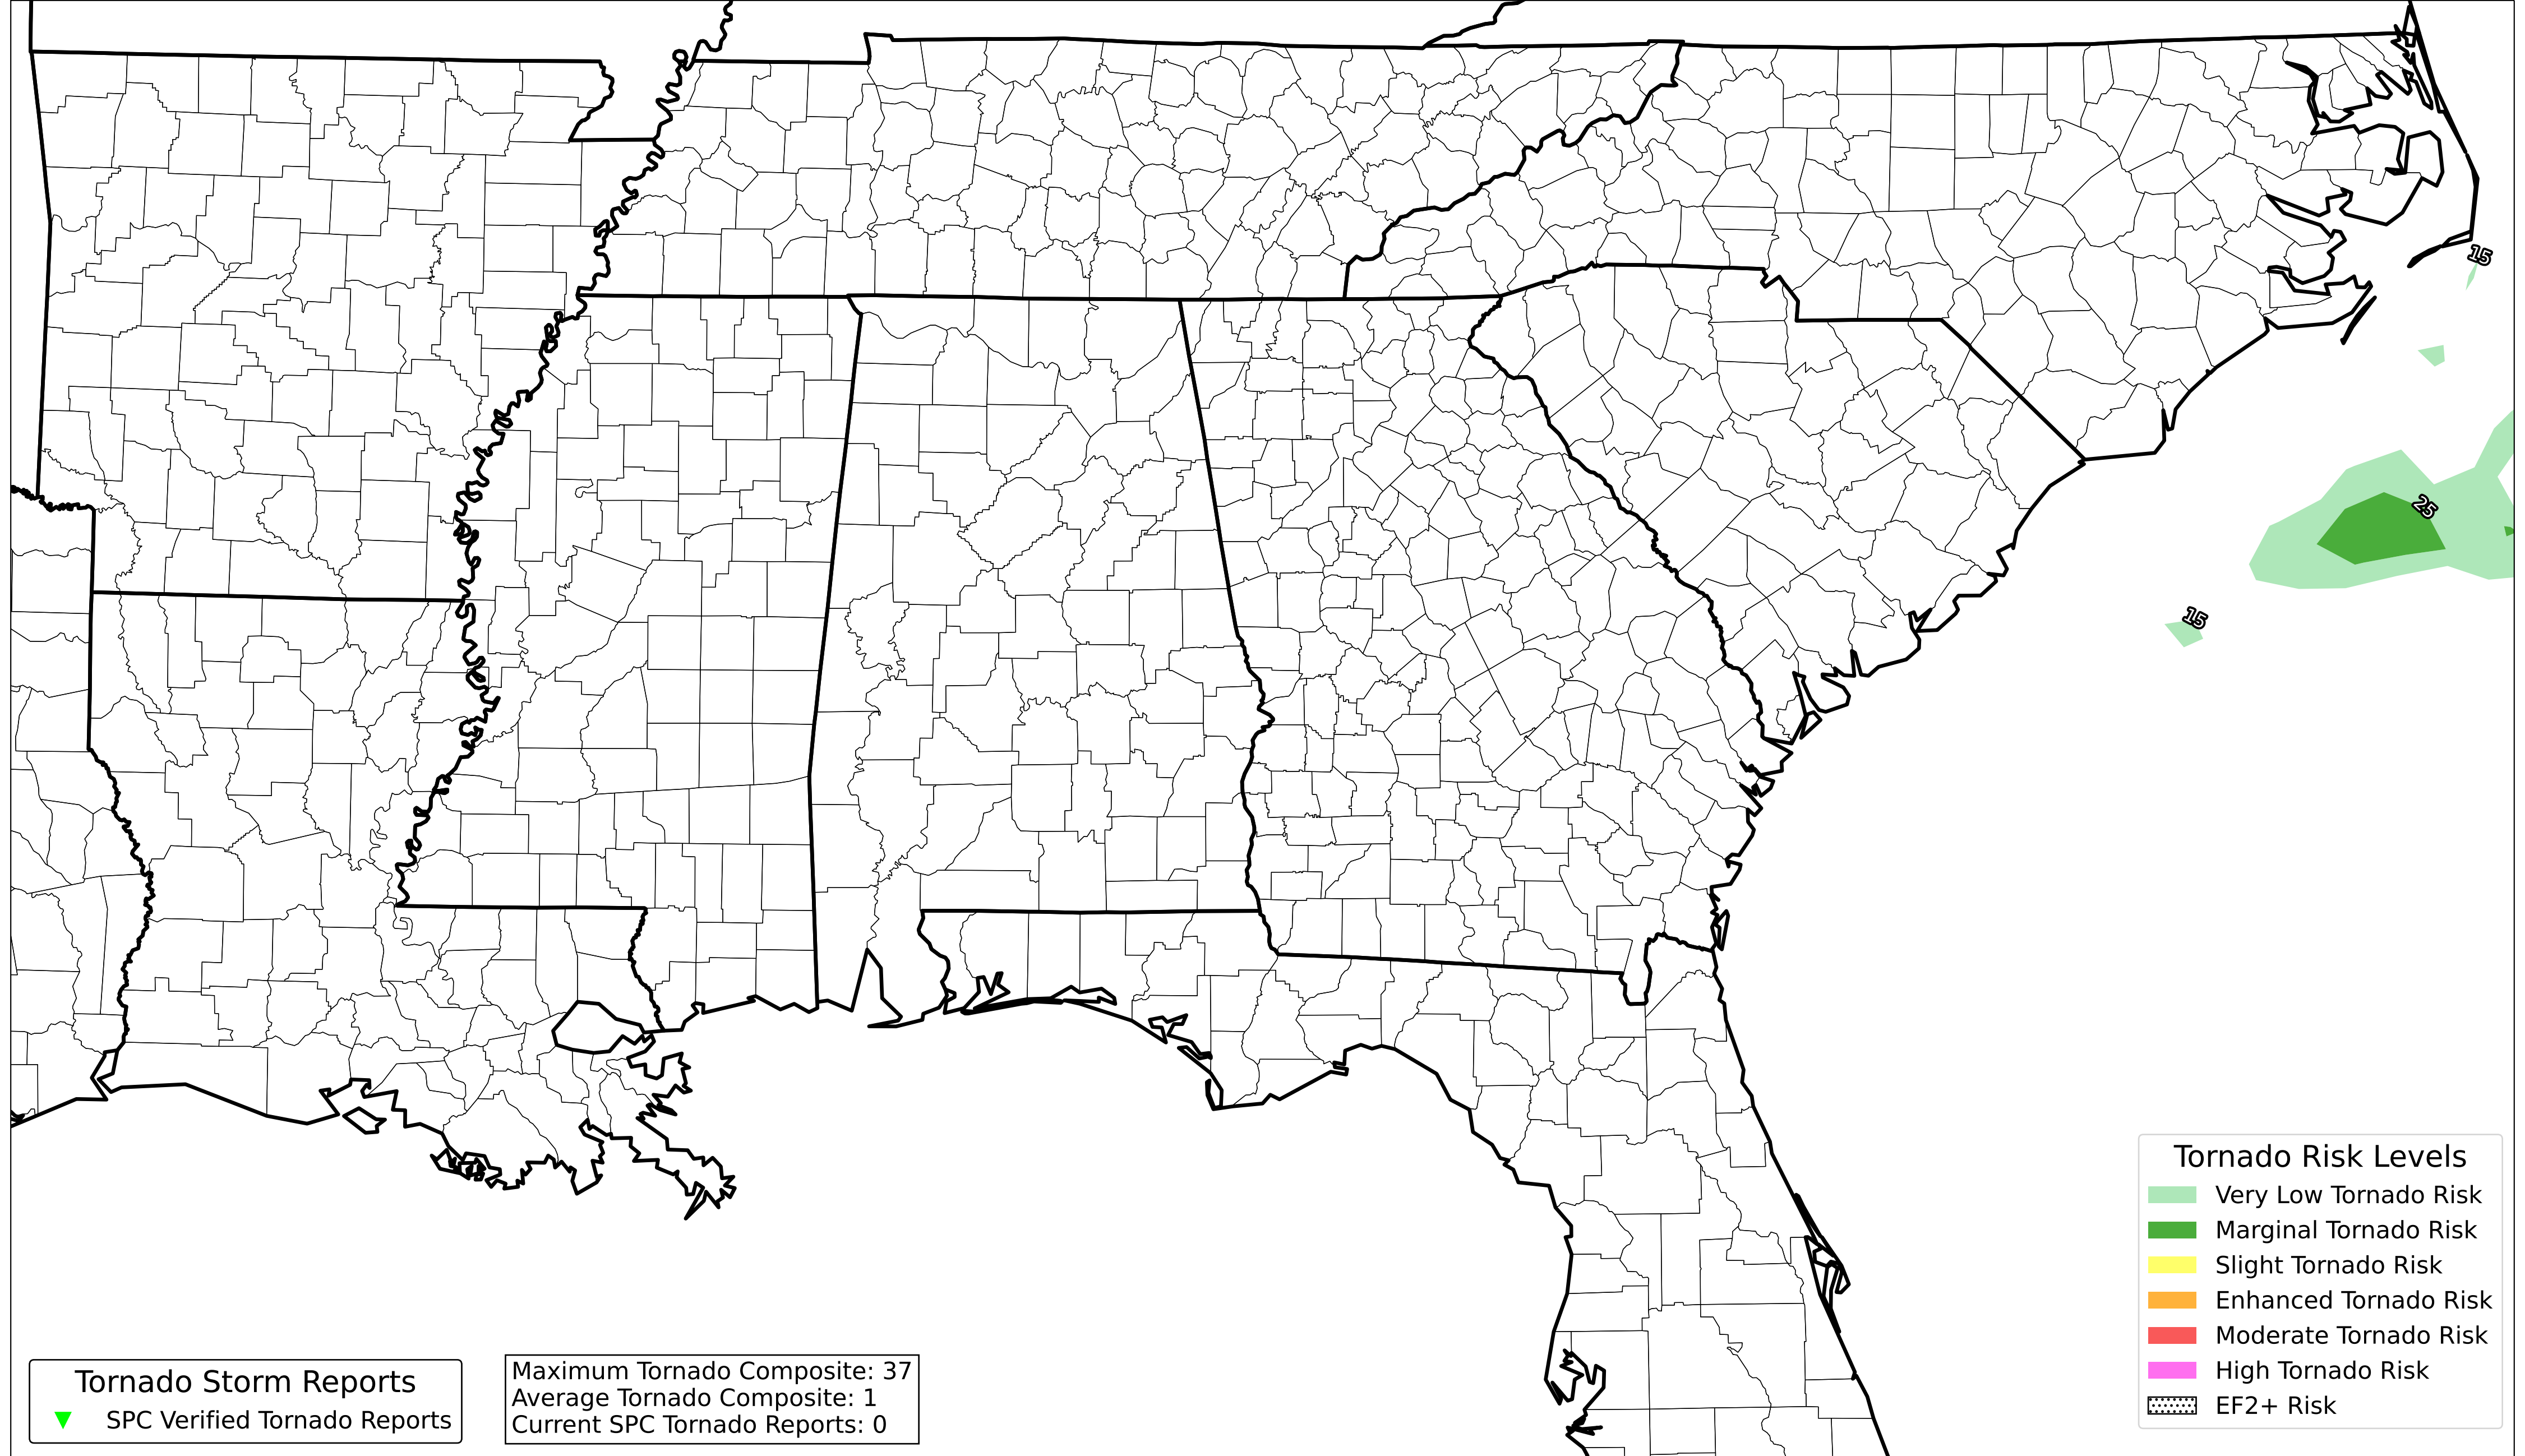 15
25
15
Tornado Risk Levels
Very Low Tornado Risk
Marginal Tornado Risk
Slight Tornado Risk
Enhanced Tornado Risk
Moderate Tornado Risk
High Tornado Risk
EF2+ Risk
Tornado Storm Reports
SPC Verified Tornado Reports
Maximum Tornado Composite: 37
Average Tornado Composite: 1
Current SPC Tornado Reports: 0